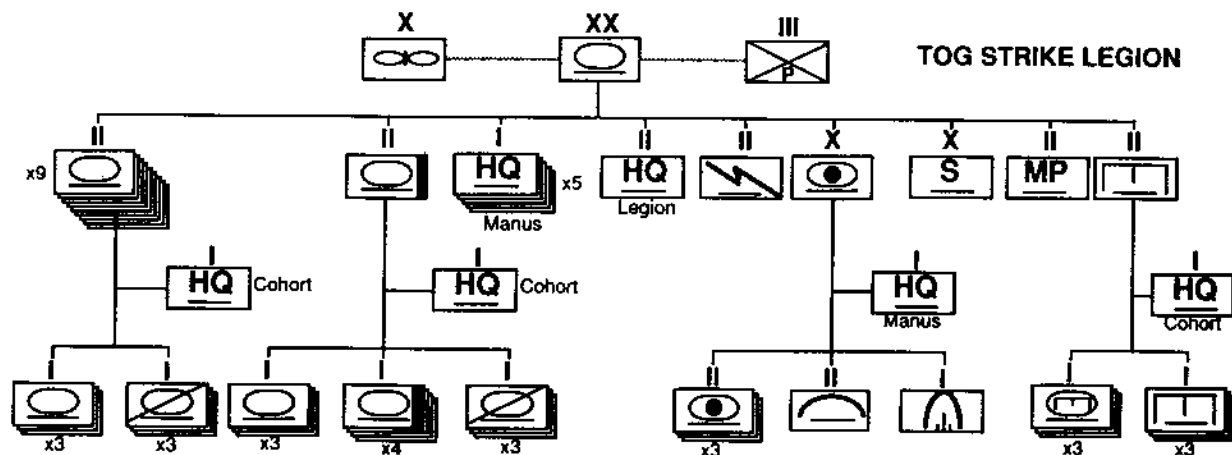 X XX III
P
TOG STRIKE LEGION
II II I II II X X II II
x9 HQ x5 HQ S MP
Manus Legion
I I I I
HQ Cohort HQ Cohort HQ HQ
Manus Cohort
I I I I I II II I I I
x3 x3 x3 x4 x3 x3 x3 x3